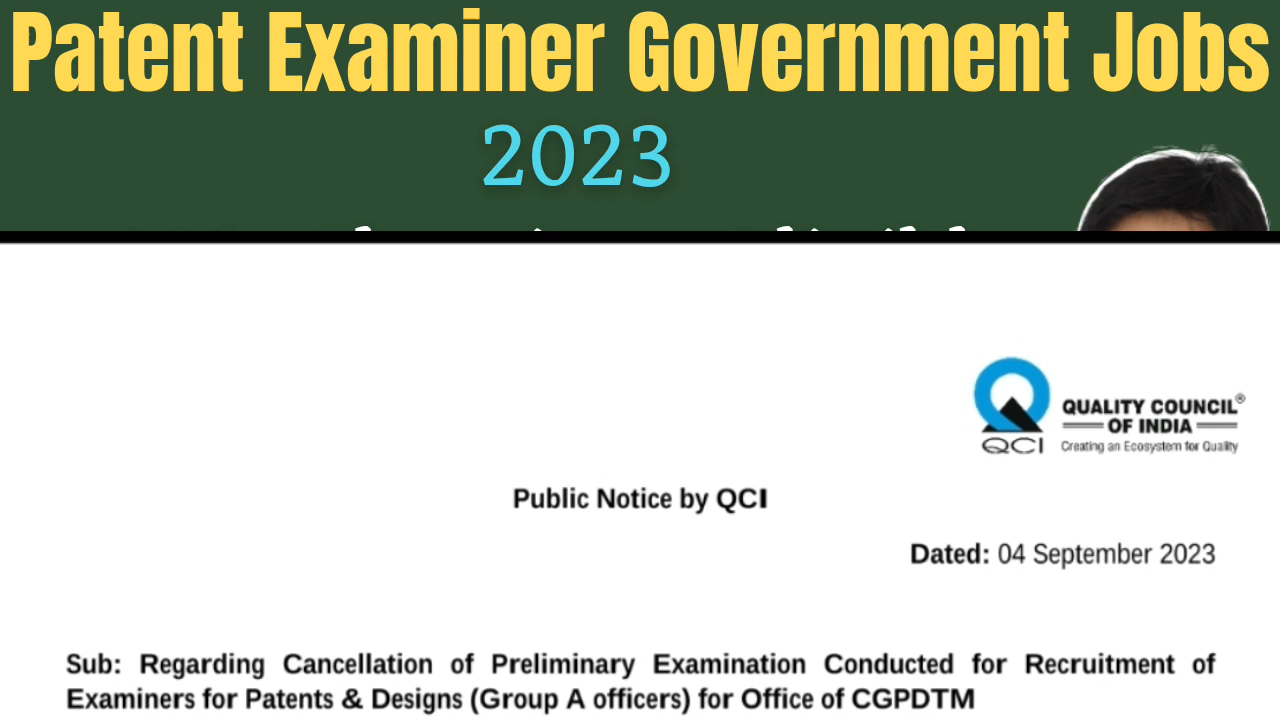 Patent Examiner Government Jobs
2023
QUALITY COUNCIL®
OF INDIA
QCI Creating an Ecosystem for Quality
Public Notice by QCI
Dated: 04 September 2023
Sub: Regarding Cancellation of Preliminary Examination Conducted for Recruitment of
Examiners for Patents & Designs (Group A officers) for Office of CGPDTM